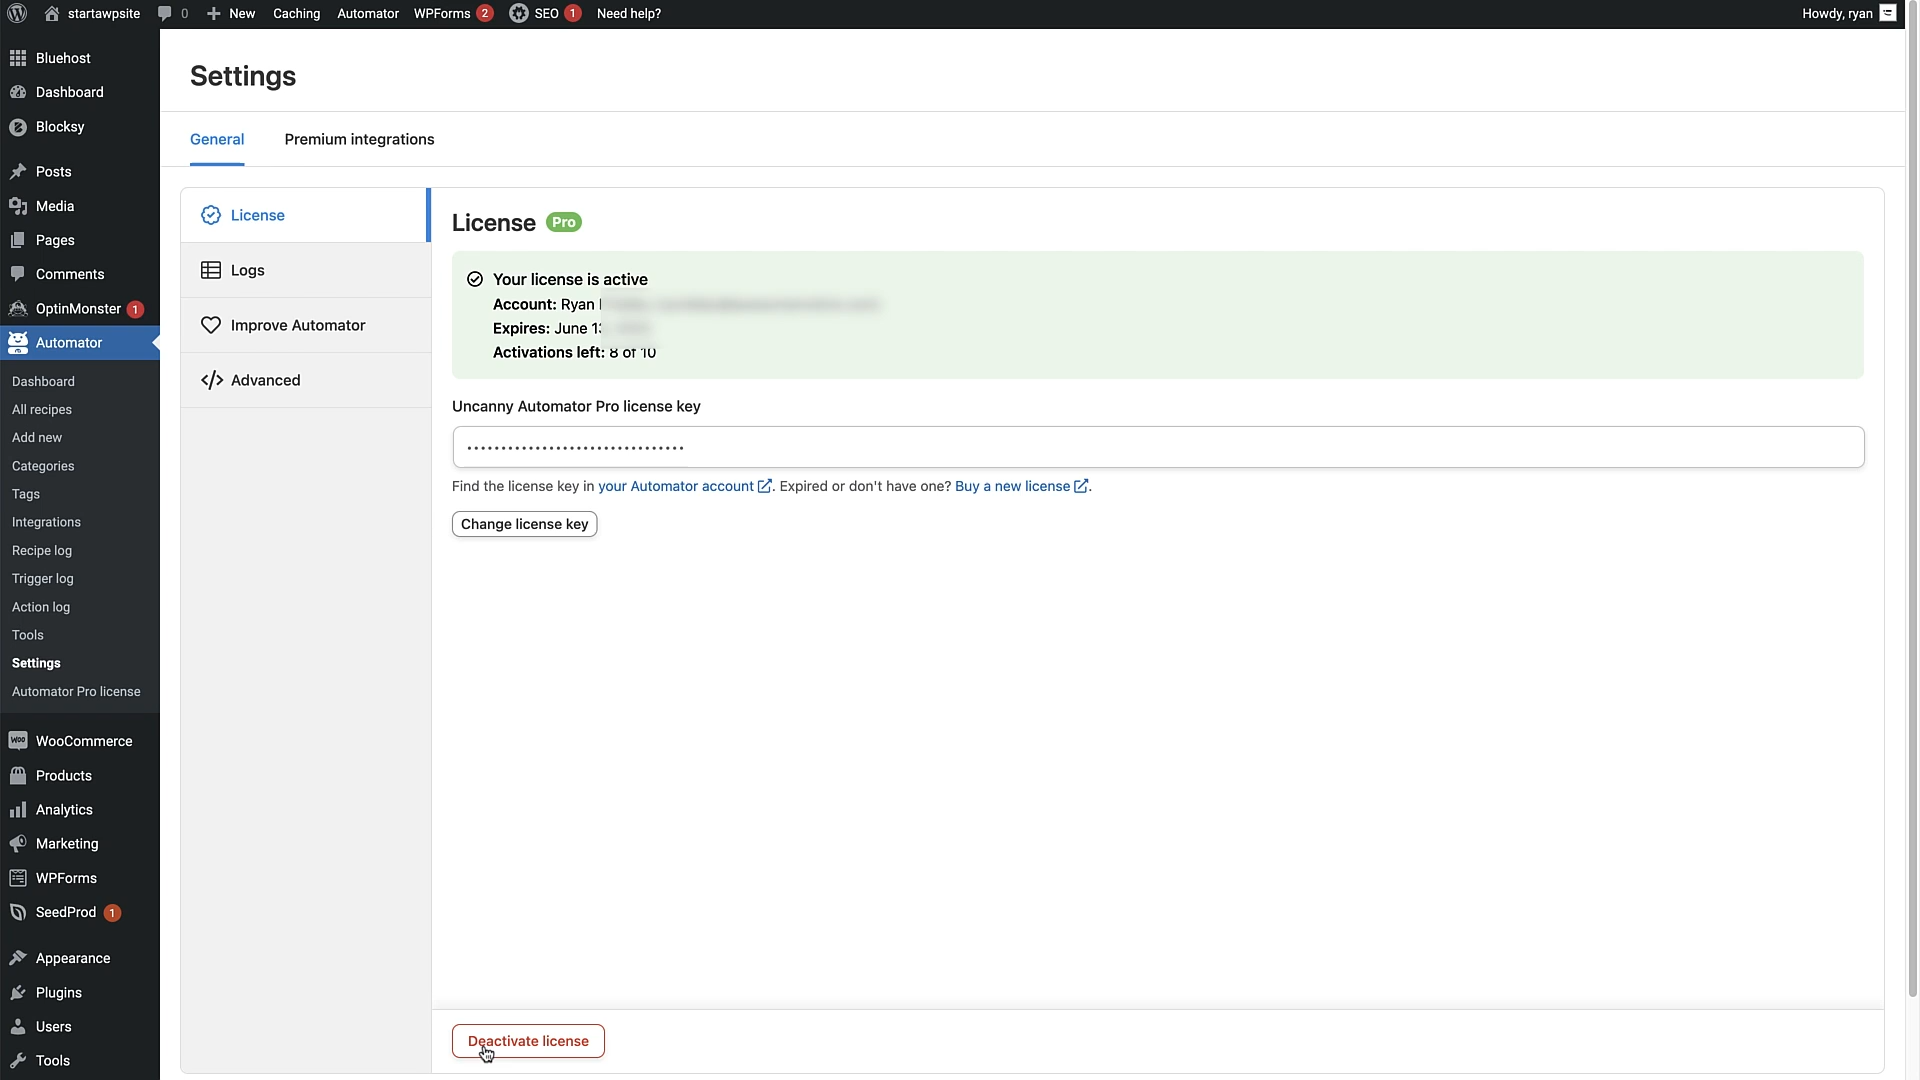 startawpsite
0
New
Caching
Automator
WPForms 2
SEO 1
Need help?
Howdy, ryan
Bluehost
Dashboard
Blocksy
Posts
Media
Pages
Comments
OptinMonster 1
Automator
Dashboard
All recipes
Add new
Categories
Tags
Integrations
Recipe log
Trigger log
Action log
Tools
Settings
Automator Pro license
WooCommerce
Products
Analytics
Marketing
WPForms
SeedProd 1
Appearance
Plugins
Users
Tools
Settings
General
Premium integrations
License
Logs
Improve Automator
Advanced
License Pro
Your license is active
Account: Ryan
Expires: June
Activations left: 8 of 10
Uncanny Automator Pro license key
•••••••••••••••••••••••••••••••
Find the license key in your Automator account. Expired or don't have one? Buy a new license.
Change license key
Deactivate license